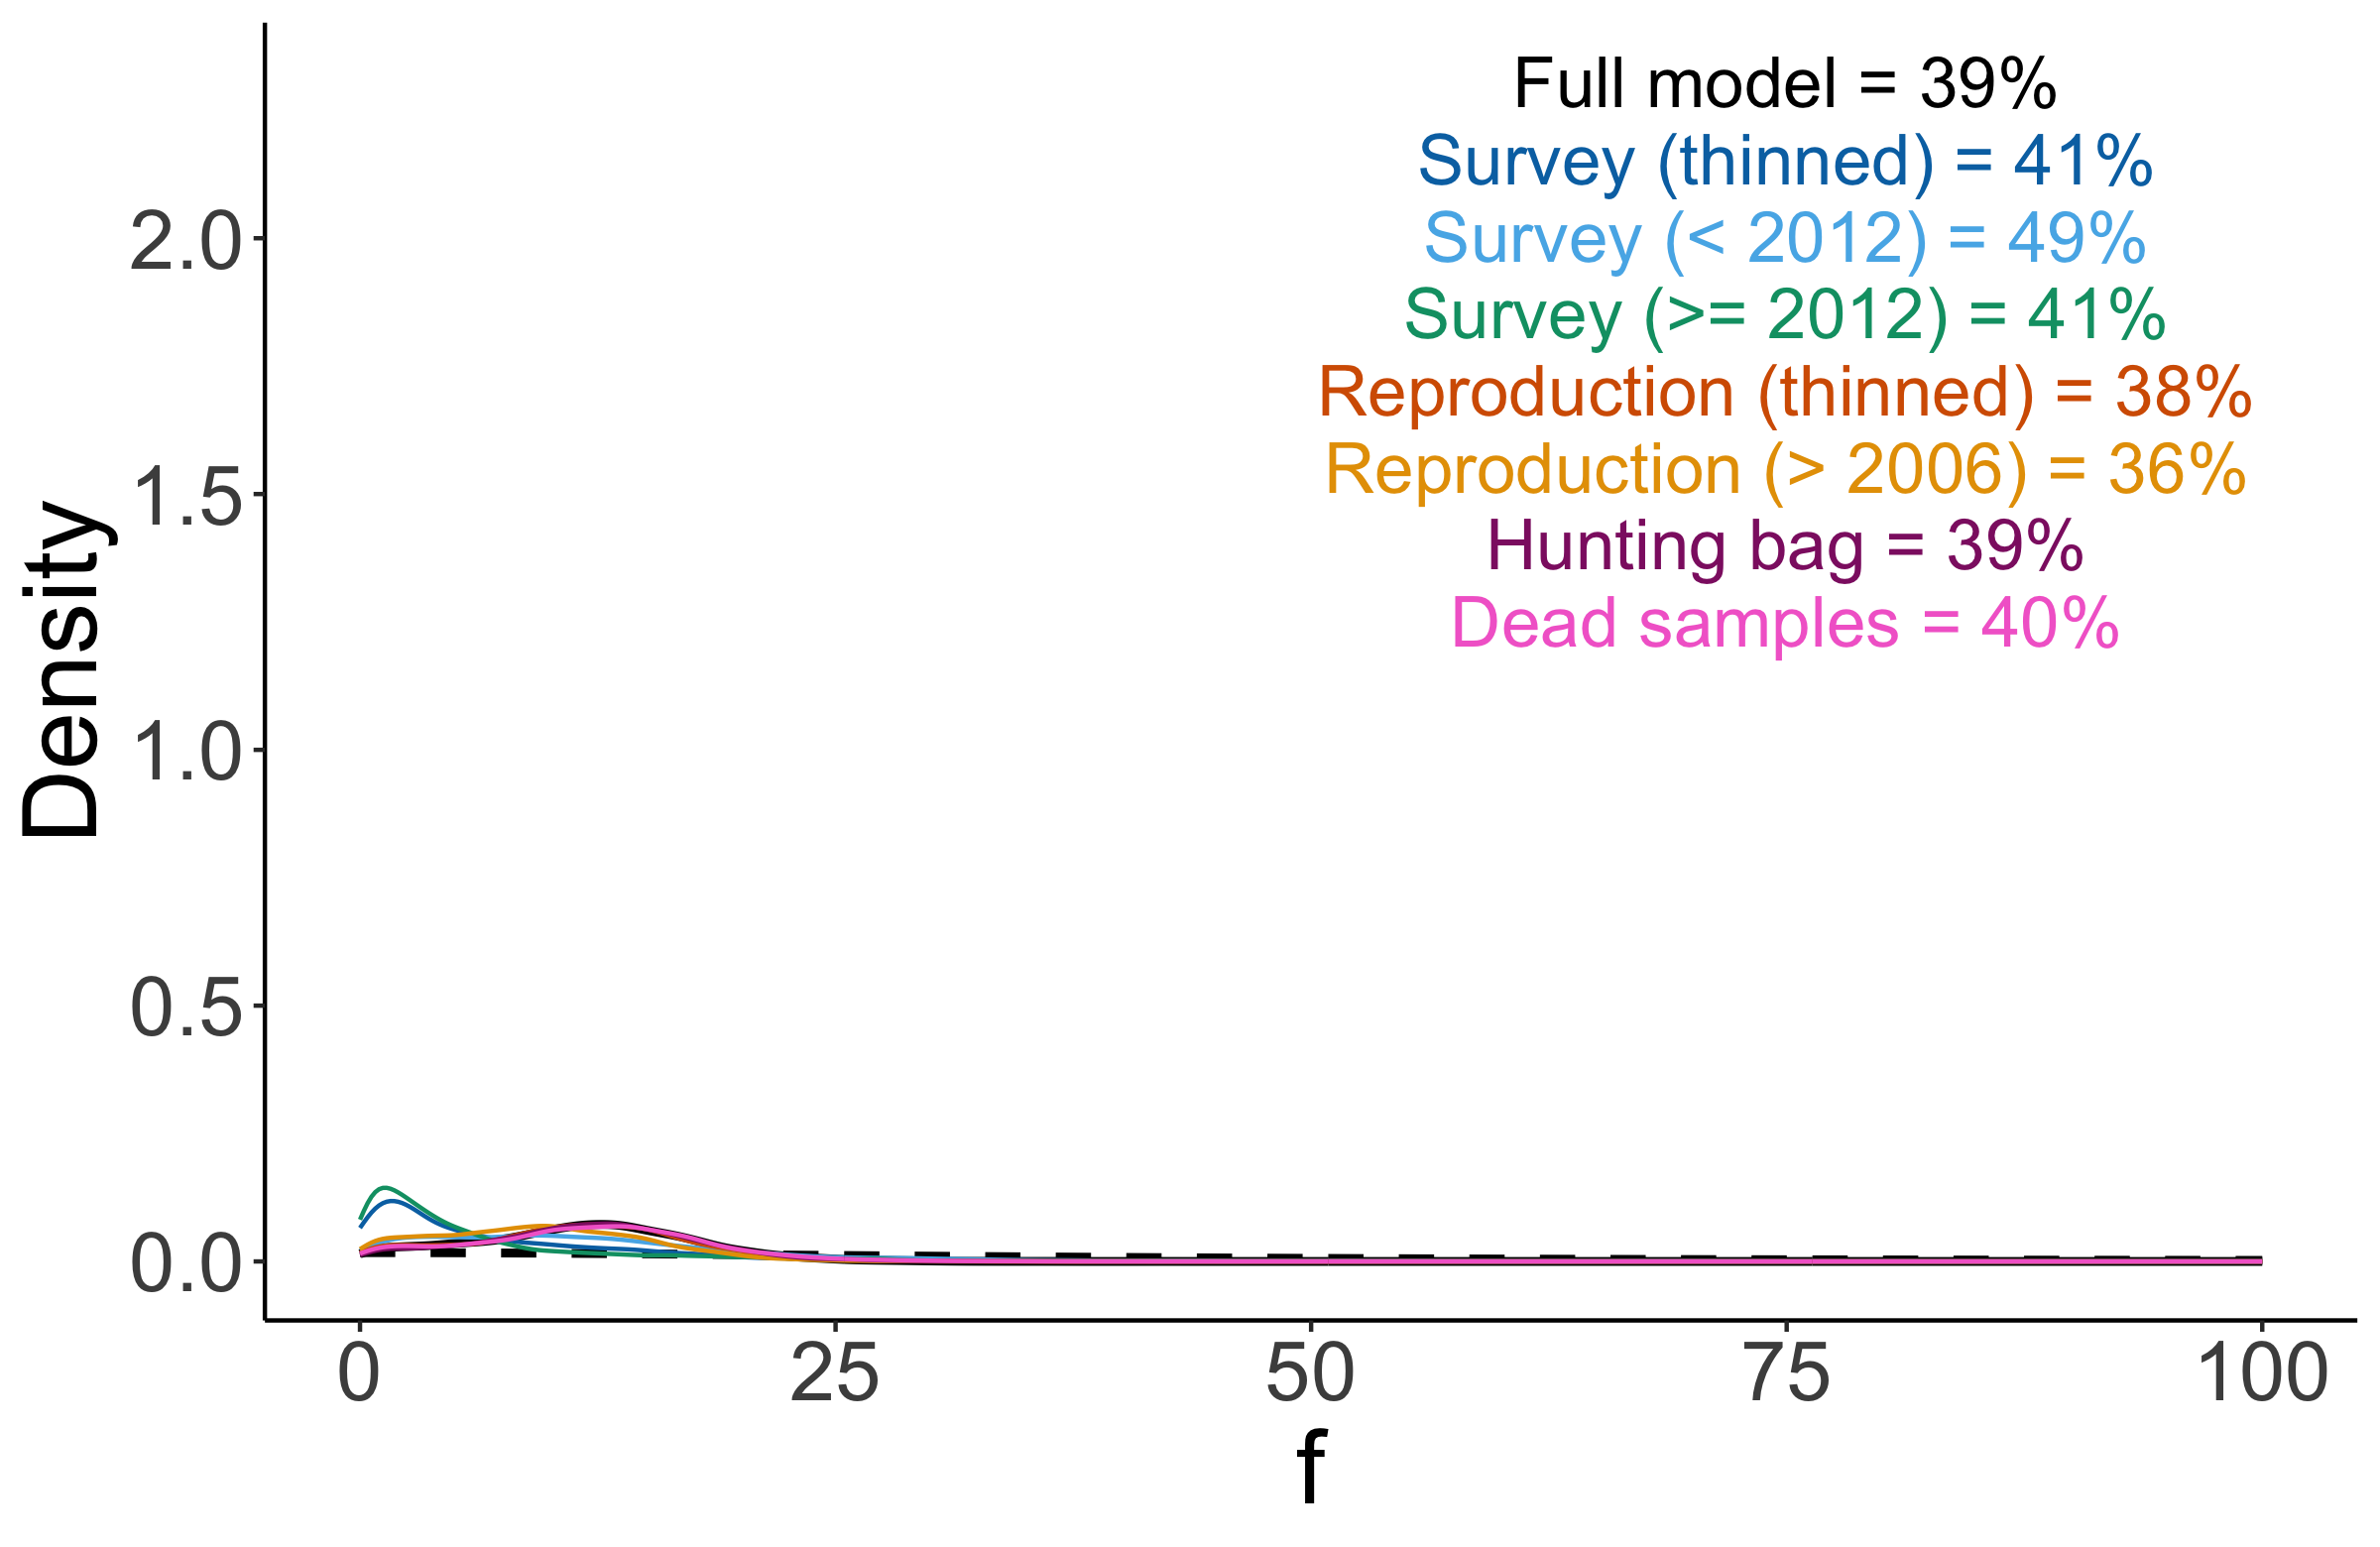 Full model = 39%
Survey (thinned) = 41%
Survey (< 2012) = 49%
Survey (>= 2012) = 41%
Reproduction (thinned) = 38%
Reproduction (> 2006) = 36%
Hunting bag = 39%
Dead samples = 40%
Density
2.0
1.5
1.0
0.5
0.0
0 25 50 75 100
f